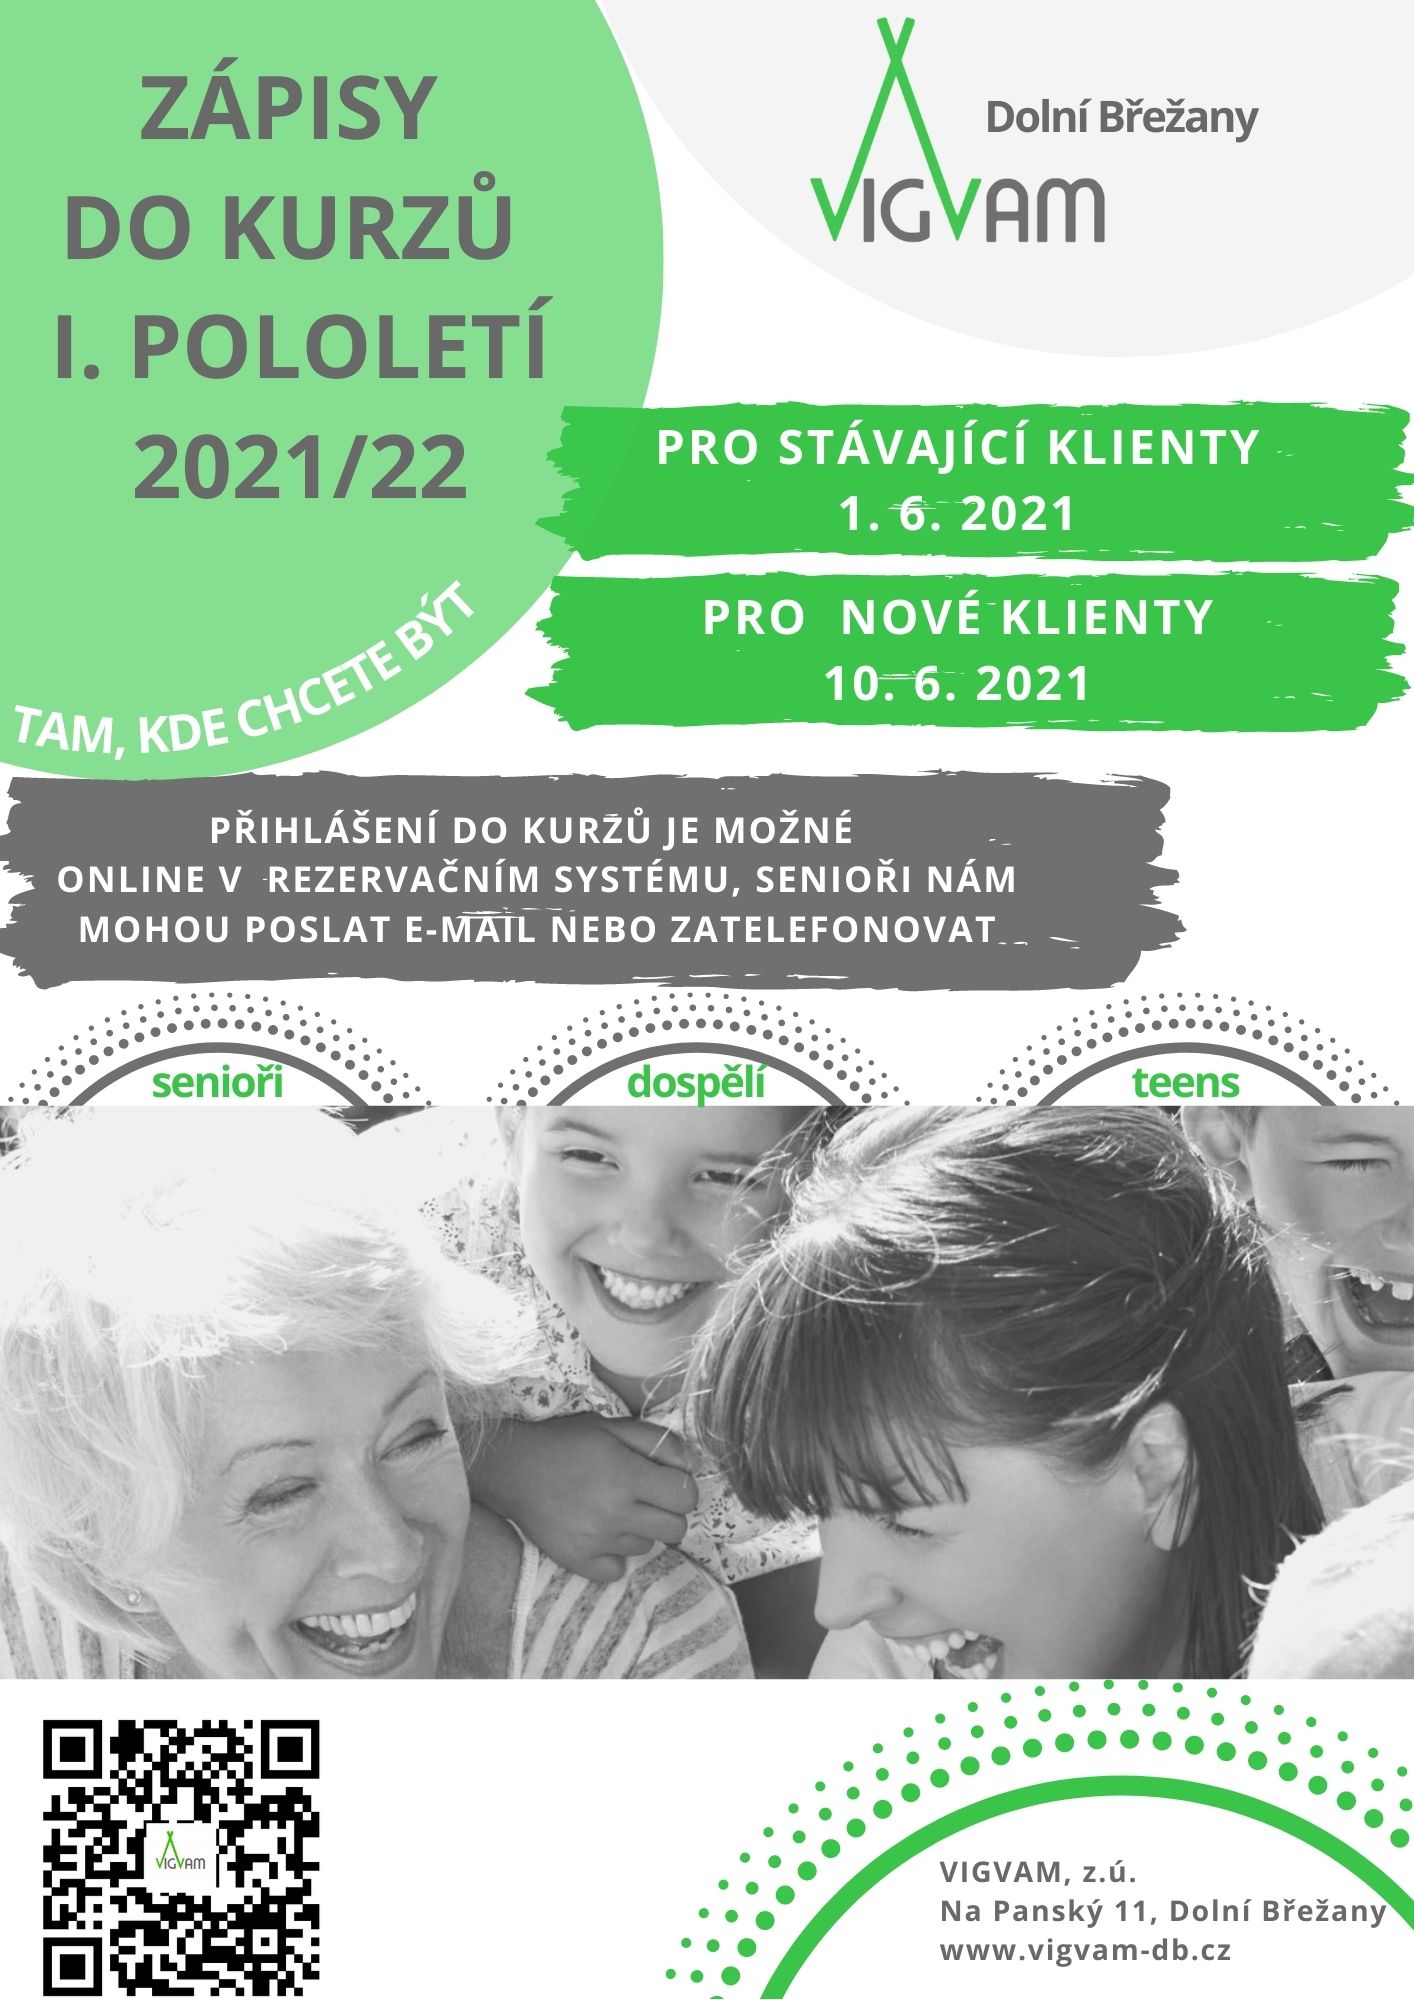 ZÁPISY
DO KURZŮ
I. POLOLETÍ
2021/22
TAM, KDE CHCETE BÝT
Dolní Břežany
VIGVAM
PRO STÁVAJÍCÍ KLIENTY
1. 6. 2021
PRO NOVÉ KLIENTY
10. 6. 2021
PŘIHLÁŠENÍ DO KURZŮ JE MOŽNÉ
ONLINE V REZERVAČNÍM SYSTÉMU, SENIOŘI NÁM
MOHOU POSLAT E-MAIL NEBO ZATELEFONOVAT
senioři
dospělí
teens
VIGVAM
VIGVAM, z.ú.
Na Panský 11, Dolní Břežany
www.vigvam-db.cz